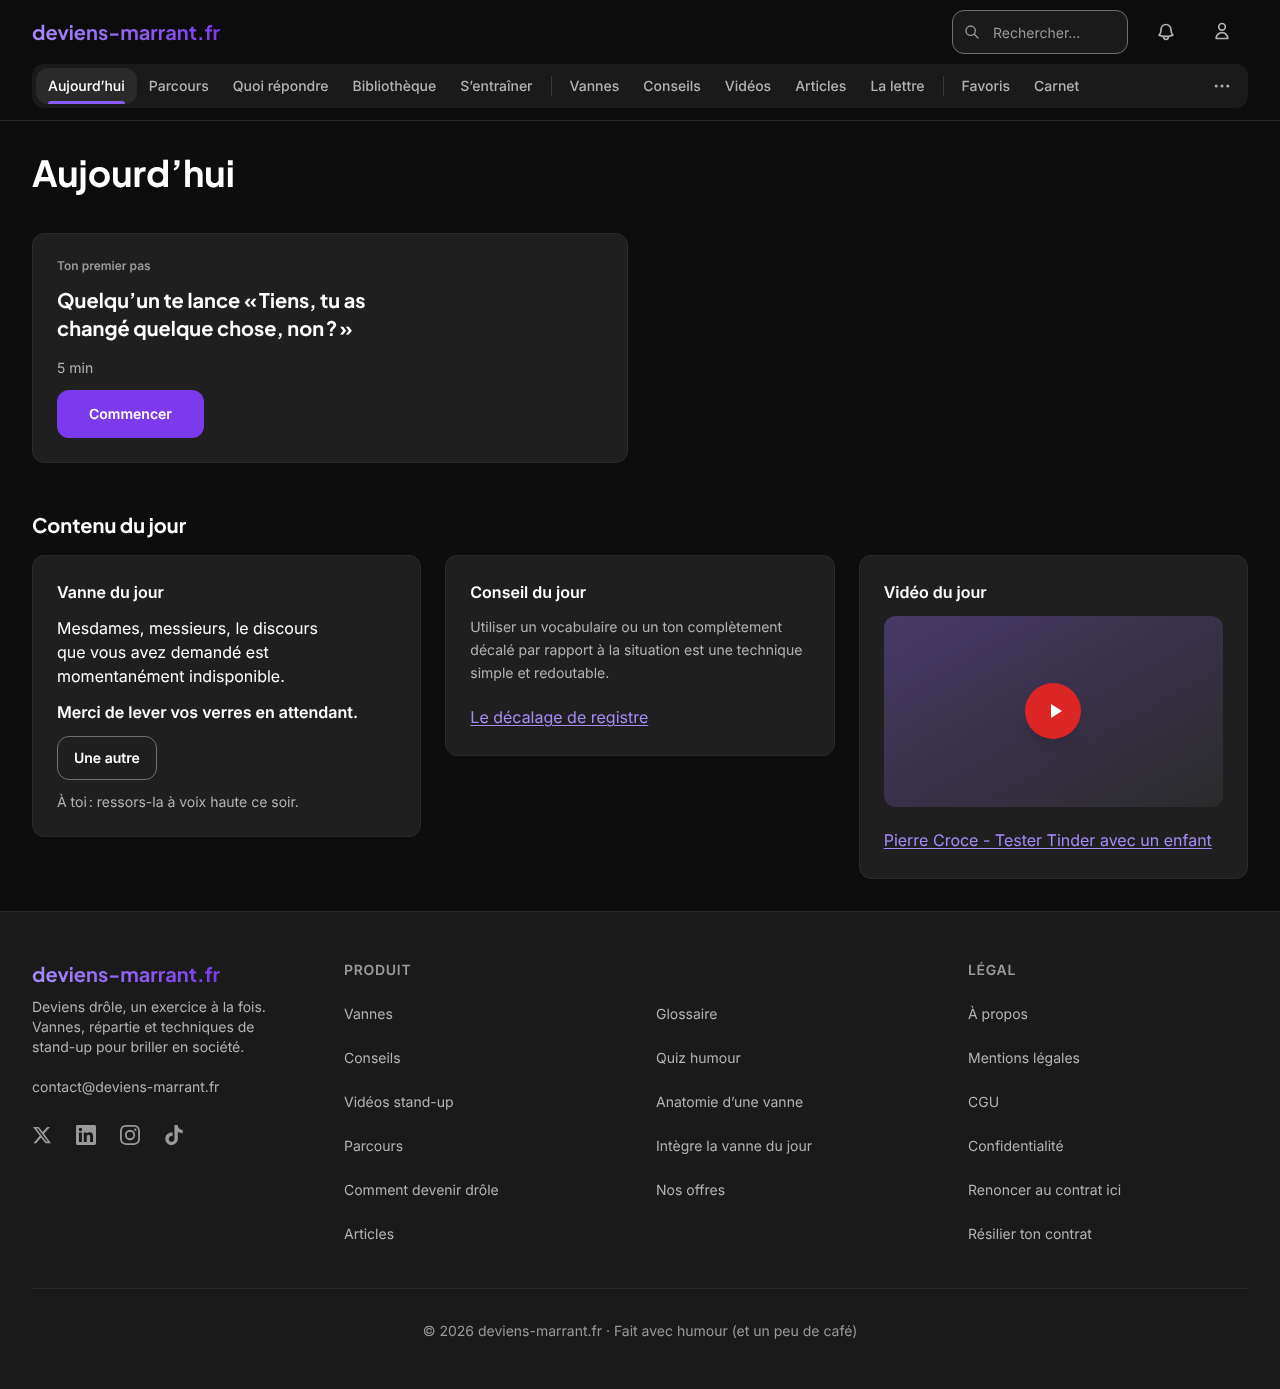 deviens-marrant.fr
Rechercher...
Aujourd’hui Parcours Quoi répondre Bibliothèque S’entraîner Vannes Conseils Vidéos Articles La lettre Favoris Carnet
Aujourd’hui
Ton premier pas
Quelqu’un te lance « Tiens, tu as
changé quelque chose, non ? »
5 min
Commencer
Contenu du jour
Vanne du jour
Mesdames, messieurs, le discours
que vous avez demandé est
momentanément indisponible.
Merci de lever vos verres en attendant.
Une autre
À toi : ressors-la à voix haute ce soir.
Conseil du jour
Utiliser un vocabulaire ou un ton complètement
décalé par rapport à la situation est une technique
simple et redoutable.
Le décalage de registre
Vidéo du jour
Pierre Croce - Tester Tinder avec un enfant
deviens-marrant.fr
Deviens drôle, un exercice à la fois.
Vannes, répartie et techniques de
stand-up pour briller en société.
contact@deviens-marrant.fr
PRODUIT
Vannes
Conseils
Vidéos stand-up
Parcours
Comment devenir drôle
Articles
Glossaire
Quiz humour
Anatomie d’une vanne
Intègre la vanne du jour
Nos offres
LÉGAL
À propos
Mentions légales
CGU
Confidentialité
Renoncer au contrat ici
Résilier ton contrat
© 2026 deviens-marrant.fr · Fait avec humour (et un peu de café)